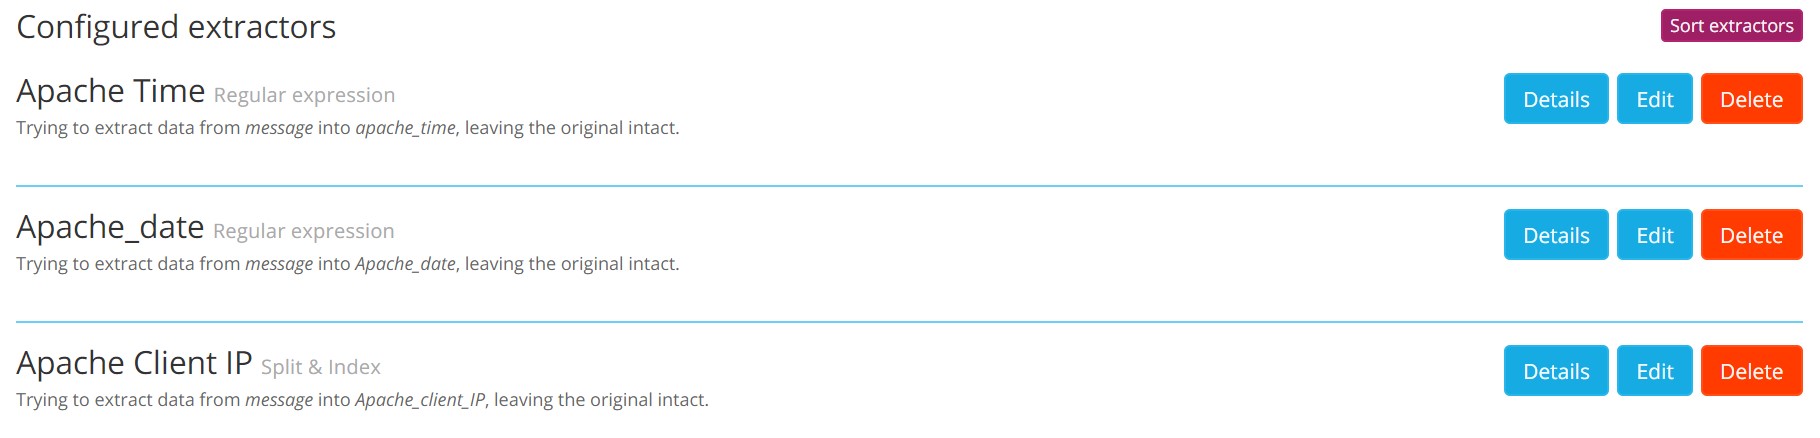 Configured extractors
Sort extractors
Apache Time Regular expression
Details Edit Delete
Trying to extract data from message into apache_time, leaving the original intact.
Apache_date Regular expression
Details Edit Delete
Trying to extract data from message into Apache_date, leaving the original intact.
Apache Client IP Split & Index
Details Edit Delete
Trying to extract data from message into Apache_client_IP, leaving the original intact.